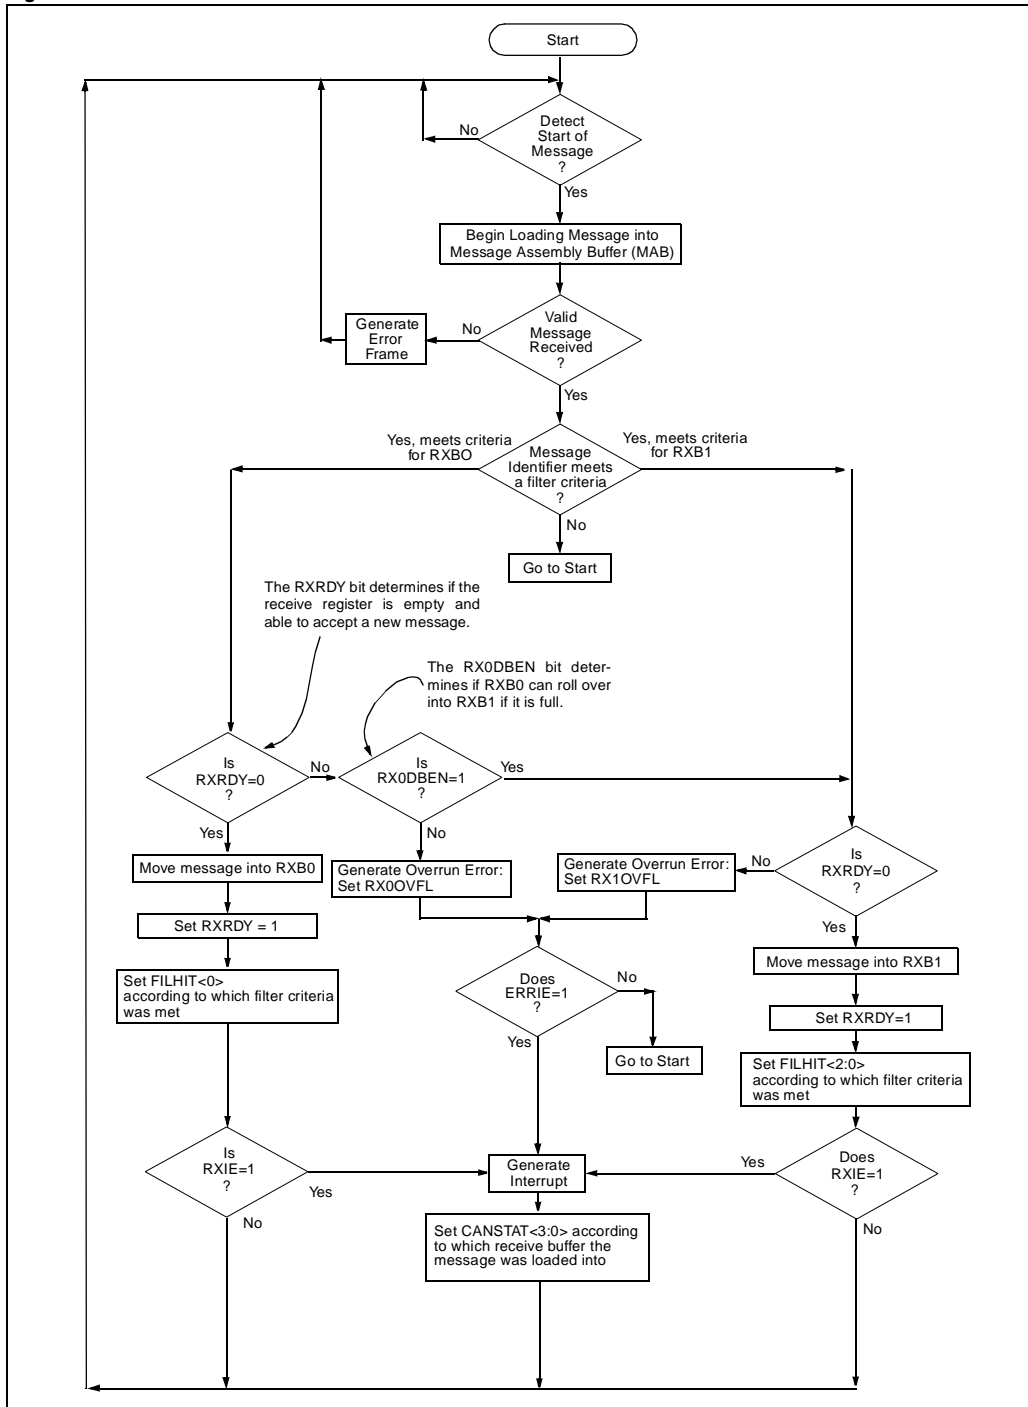 Start
Detect
Start of
Message
?
No
Yes
Begin Loading Message into
Message Assembly Buffer (MAB)
Valid
Message
Received
?
No
Generate
Error
Frame
Yes
Message
Identifier meets
a filter criteria
?
Yes, meets criteria
for RXBO
Yes, meets criteria
for RXB1
No
Go to Start
The RXRDY bit determines if the
receive register is empty and
able to accept a new message.
The RX0DBEN bit deter-
mines if RXB0 can roll over
into RXB1 if it is full.
Is
RXRDY=0
?
No
Is
RX0DBEN=1
?
Yes
Yes
No
Move message into RXB0
Generate Overrun Error:
Set RX0OVFL
Generate Overrun Error:
Set RX1OVFL
No
Is
RXRDY=0
?
Set RXRDY = 1
Yes
Set FILHIT<0>
according to which filter criteria
was met
Does
ERRIE=1
?
No
Yes
Go to Start
Move message into RXB1
Set RXRDY=1
Set FILHIT<2:0>
according to which filter criteria
was met
Is
RXIE=1
?
Yes
No
Generate
Interrupt
Yes
Does
RXIE=1
?
No
Set CANSTAT<3:0> according
to which receive buffer the
message was loaded into